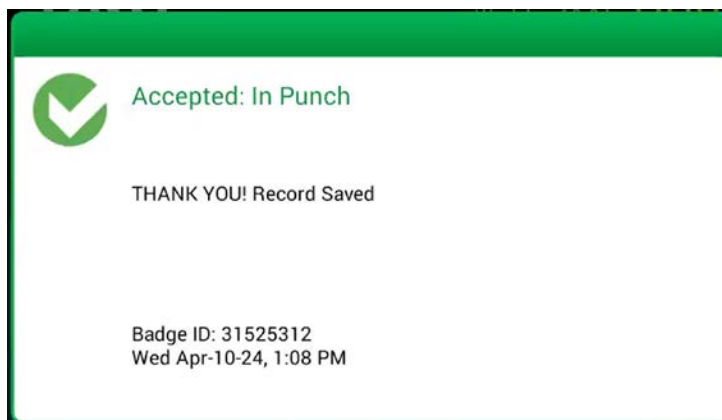 Accepted: In Punch
THANK YOU! Record Saved
Badge ID: 31525312
Wed Apr-10-24, 1:08 PM